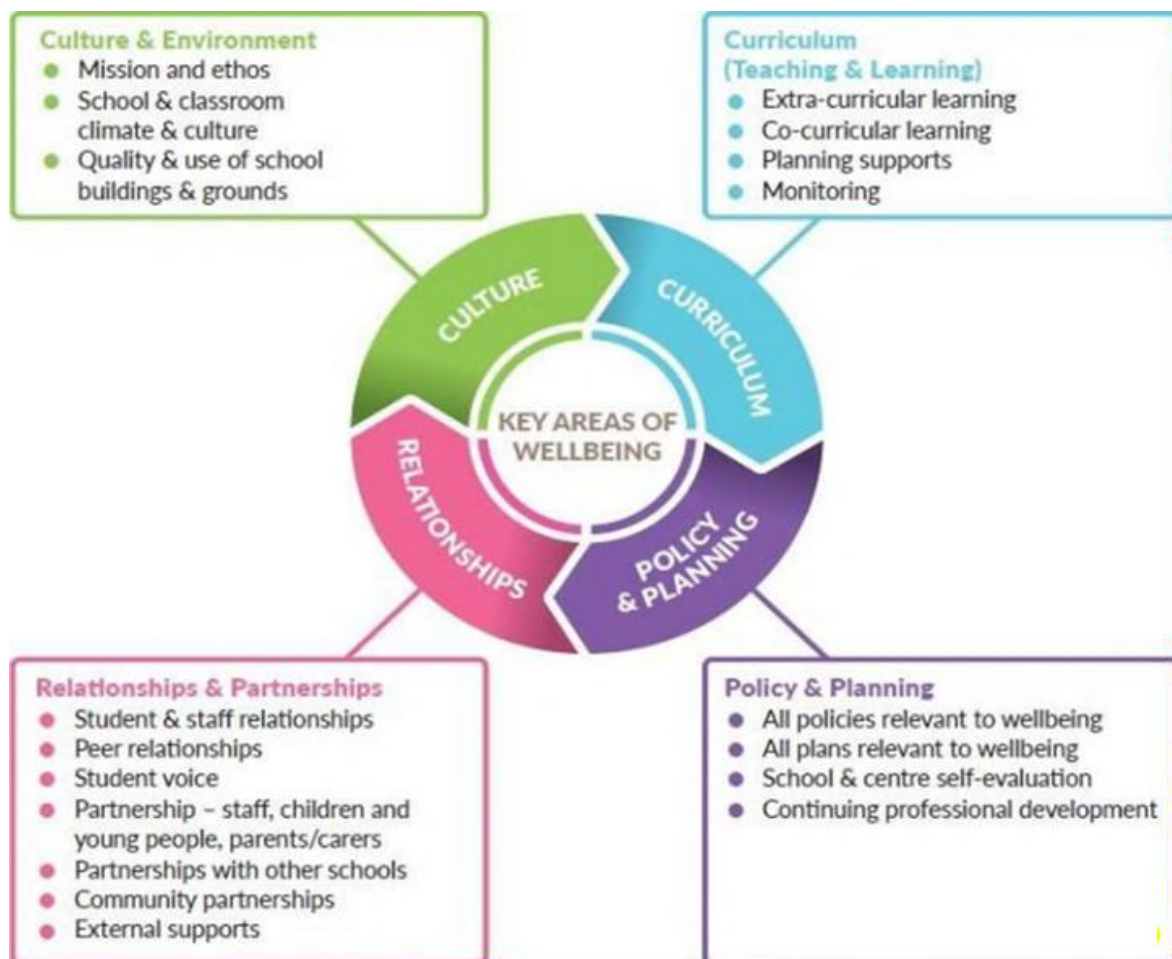 Culture & Environment
Mission and ethos
School & classroom
climate & culture
Quality & use of school
buildings & grounds
Curriculum
(Teaching & Learning)
Extra-curricular learning
Co-curricular learning
Planning supports
Monitoring
CULTURE
CURRICULUM
KEY AREAS OF
WELLBEING
RELATIONSHIPS
POLICY
& PLANNING
Relationships & Partnerships
Student & staff relationships
Peer relationships
Student voice
Partnership – staff, children and
young people, parents/carers
Partnerships with other schools
Community partnerships
External supports
Policy & Planning
All policies relevant to wellbeing
All plans relevant to wellbeing
School & centre self-evaluation
Continuing professional development